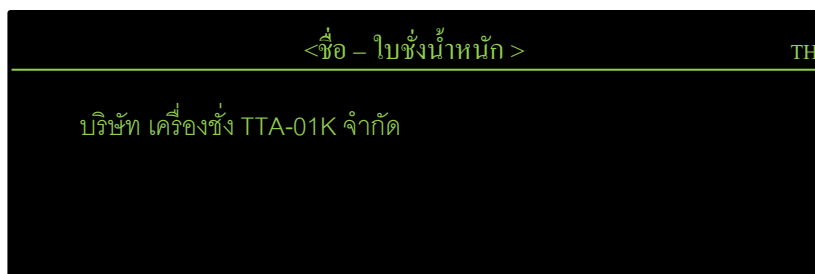 <ชื่อ – ใบชั่งน้ำหนัก > TH
บริษัท เครื่องชั่ง TTA-01K จำกัด